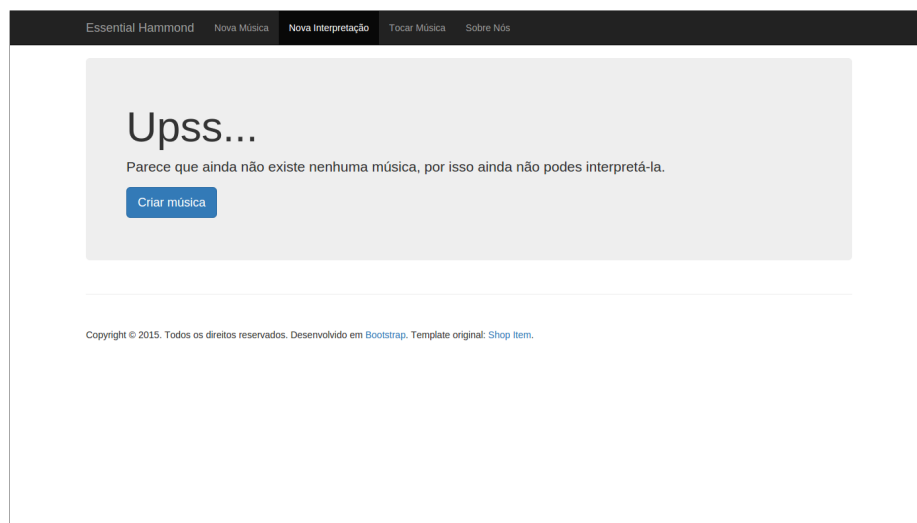 Essential Hammond Nova Música Nova Interpretação Tocar Música Sobre Nós
Upss...
Parece que ainda não existe nenhuma música, por isso ainda não podes interpretá-la.
Criar música
Copyright © 2015. Todos os direitos reservados. Desenvolvido em Bootstrap. Template original: Shop Item.